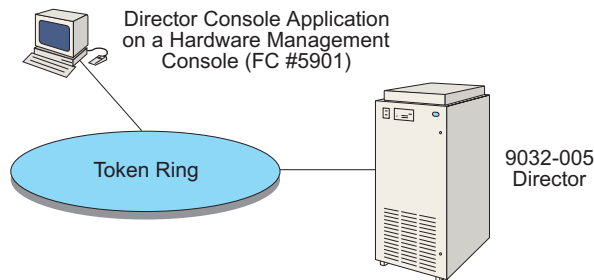 Director Console Application
on a Hardware Management
Console (FC #5901)
Token Ring
9032-005
Director